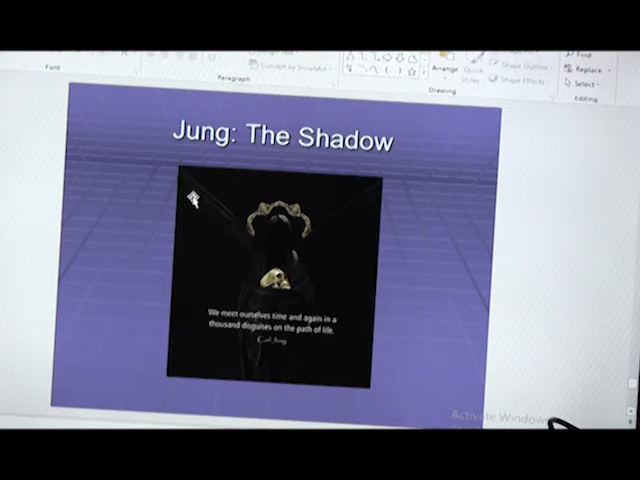 Font
Paragraph
Convert to SmartArt
Arrange
Quick
Styles
Shape Outline
Shape Effects
Drawing
Find
Replace
Select
Editing
Jung: The Shadow
We meet ourselves time and again in a
thousand disguises on the path of life.
Carl Jung
Activate Windows